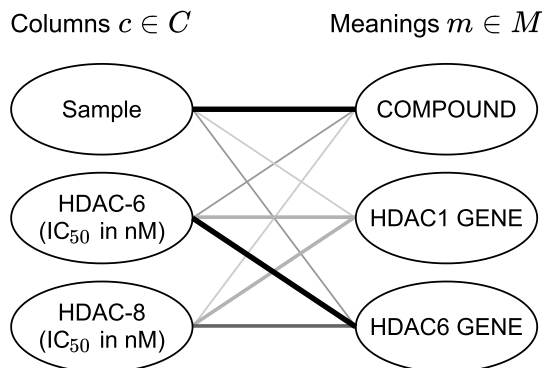 Columns c ∈ C
Meanings m ∈ M
Sample
COMPOUND
HDAC-6
(IC₅₀ in nM)
HDAC1 GENE
HDAC-8
(IC₅₀ in nM)
HDAC6 GENE